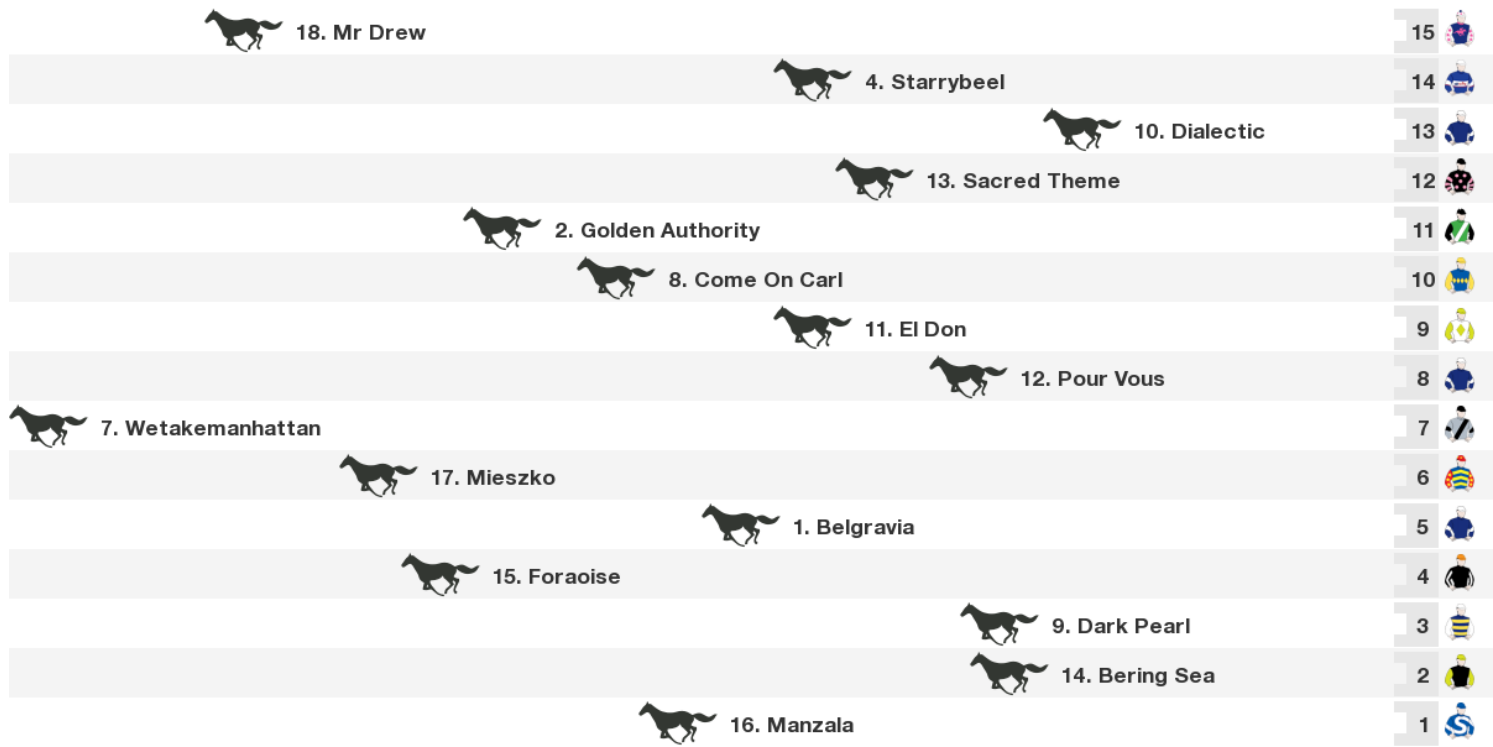 18. Mr Drew 15
4. Starrybeel 14
10. Dialectic 13
13. Sacred Theme 12
2. Golden Authority 11
8. Come On Carl 10
11. El Don 9
12. Pour Vous 8
7. Wetakemanhattan 7
17. Mieszko 6
1. Belgravia 5
15. Foraoise 4
9. Dark Pearl 3
14. Bering Sea 2
16. Manzala 1 S